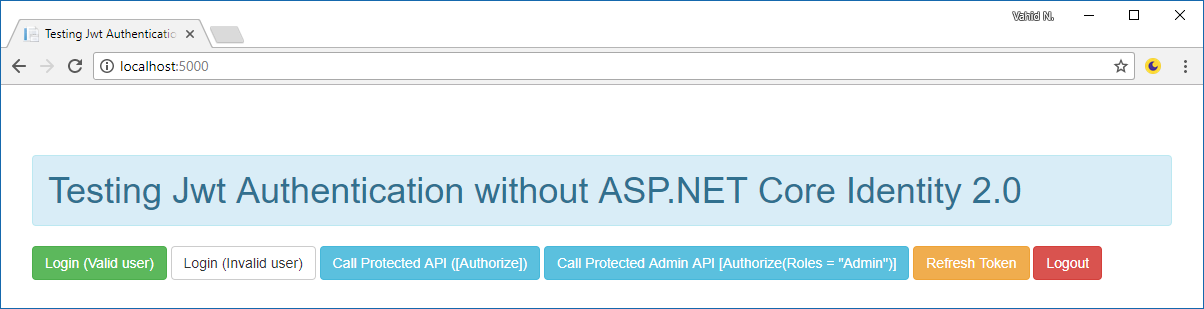 Vahid N.
Testing Jwt Authenticatio
localhost:5000
Testing Jwt Authentication without ASP.NET Core Identity 2.0
Login (Valid user) Login (Invalid user) Call Protected API ([Authorize]) Call Protected Admin API [Authorize(Roles = "Admin")] Refresh Token Logout